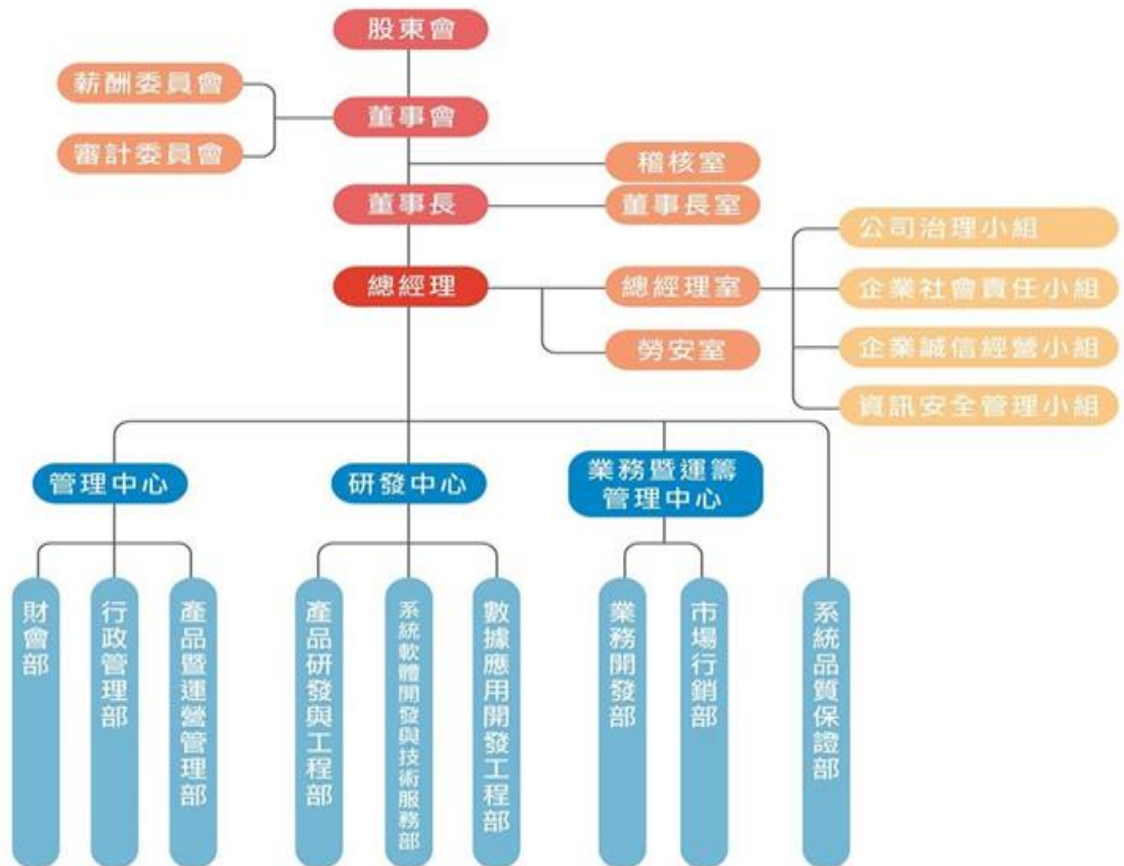 股東會
薪酬委員會
董事會
審計委員會
稽核室
董事長
董事長室
公司治理小組
總經理
總經理室
企業社會責任小組
勞安室
企業誠信經營小組
資訊安全管理小組
管理中心
研發中心
業務暨運籌
管理中心
財會部
行政管理部
產品暨運營管理部
產品研發與工程部
系統軟體開發與技術服務部
數據應用開發工程部
業務開發部
市場行銷部
系統品質保證部